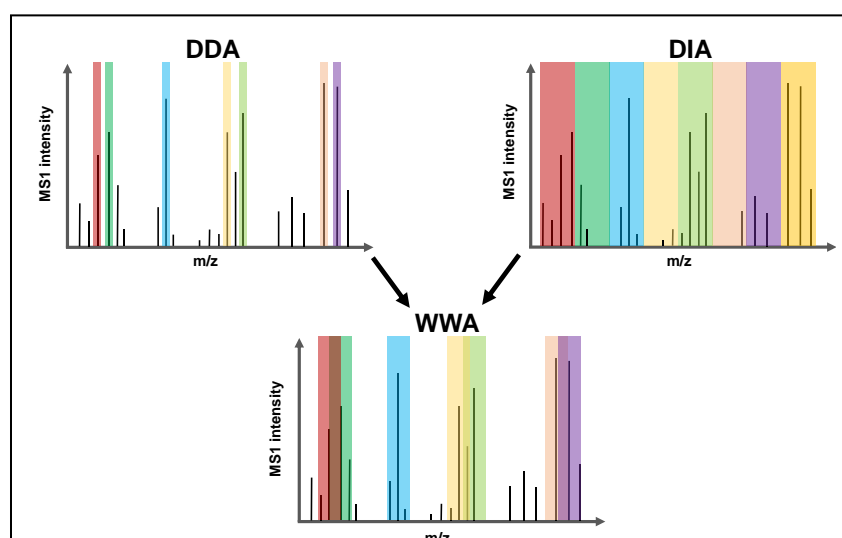 DDA
MS1 intensity
m/z
DIA
MS1 intensity
m/z
WWA
MS1 intensity
m/z